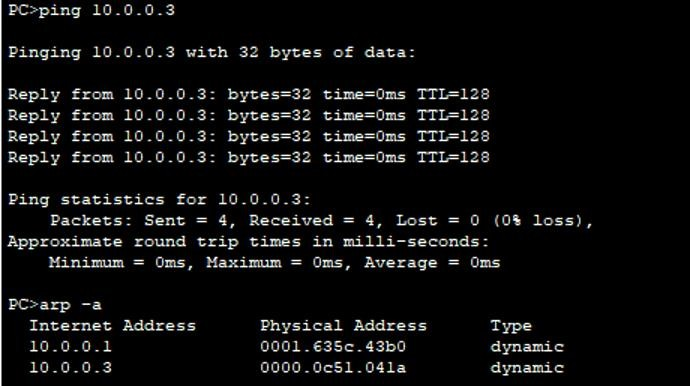 PC>ping 10.0.0.3
Pinging 10.0.0.3 with 32 bytes of data:
Reply from 10.0.0.3: bytes=32 time=0ms TTL=128
Reply from 10.0.0.3: bytes=32 time=0ms TTL=128
Reply from 10.0.0.3: bytes=32 time=0ms TTL=128
Reply from 10.0.0.3: bytes=32 time=0ms TTL=128
Ping statistics for 10.0.0.3:
Packets: Sent = 4, Received = 4, Lost = 0 (0% loss),
Approximate round trip times in milli-seconds:
Minimum = 0ms, Maximum = 0ms, Average = 0ms
PC>arp -a
Internet Address Physical Address Type
10.0.0.1 0001.635c.43b0 dynamic
10.0.0.3 0000.0c51.041a dynamic